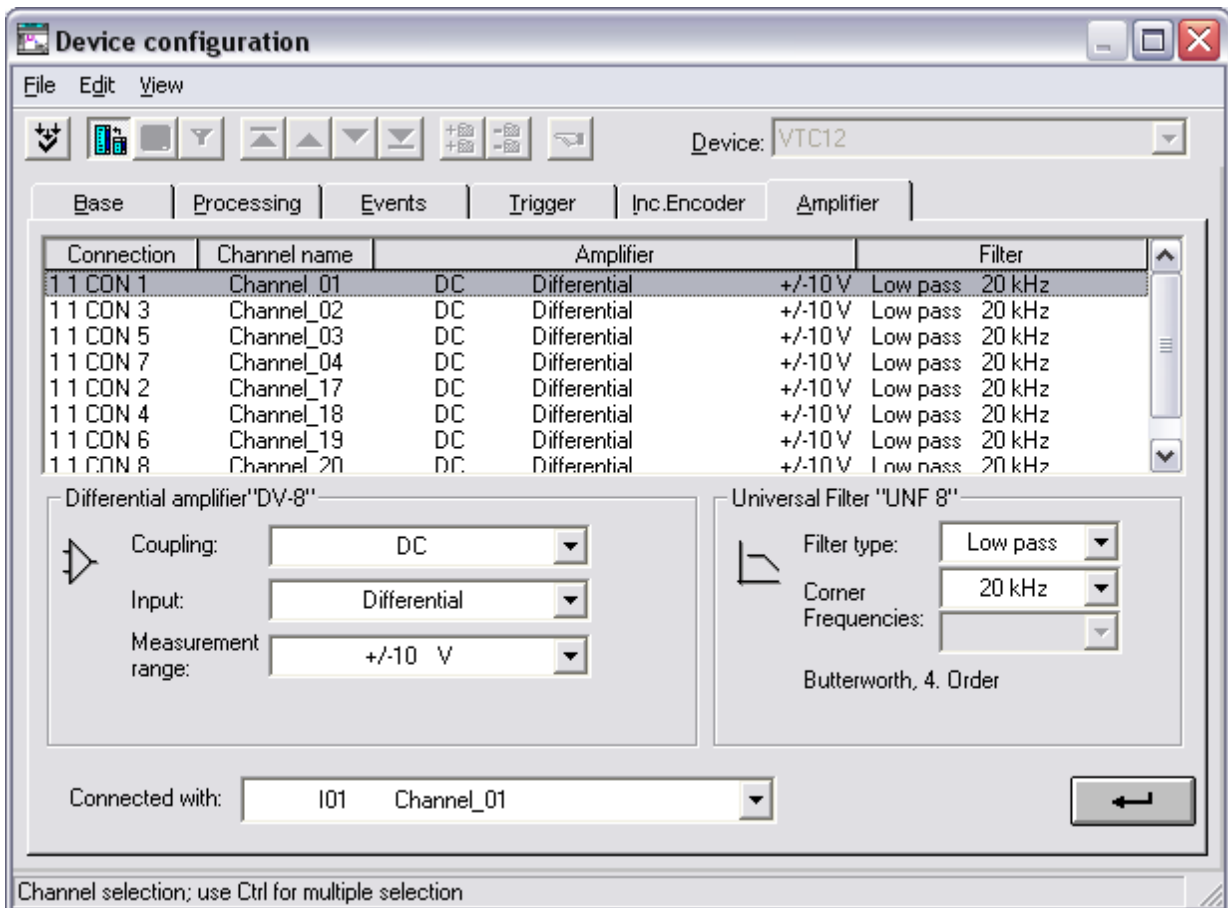 Device configuration
File Edit View
Device: VTC12
Base Processing Events Trigger Inc.Encoder Amplifier
Connection Channel name Amplifier Filter
1 1 CON 1 Channel_01 DC Differential +/-10 V Low pass 20 kHz
1 1 CON 3 Channel_02 DC Differential +/-10 V Low pass 20 kHz
1 1 CON 5 Channel_03 DC Differential +/-10 V Low pass 20 kHz
1 1 CON 7 Channel_04 DC Differential +/-10 V Low pass 20 kHz
1 1 CON 2 Channel_17 DC Differential +/-10 V Low pass 20 kHz
1 1 CON 4 Channel_18 DC Differential +/-10 V Low pass 20 kHz
1 1 CON 6 Channel_19 DC Differential +/-10 V Low pass 20 kHz
1 1 CON 8 Channel_20 DC Differential +/-10 V Low pass 20 kHz
Differential amplifier"DV-8" Universal Filter "UNF 8"
Coupling: DC Filter type: Low pass
Input: Differential Corner Frequencies: 20 kHz
Measurement range: +/-10 V
Butterworth, 4. Order
Connected with: I01 Channel_01
Channel selection; use Ctrl for multiple selection